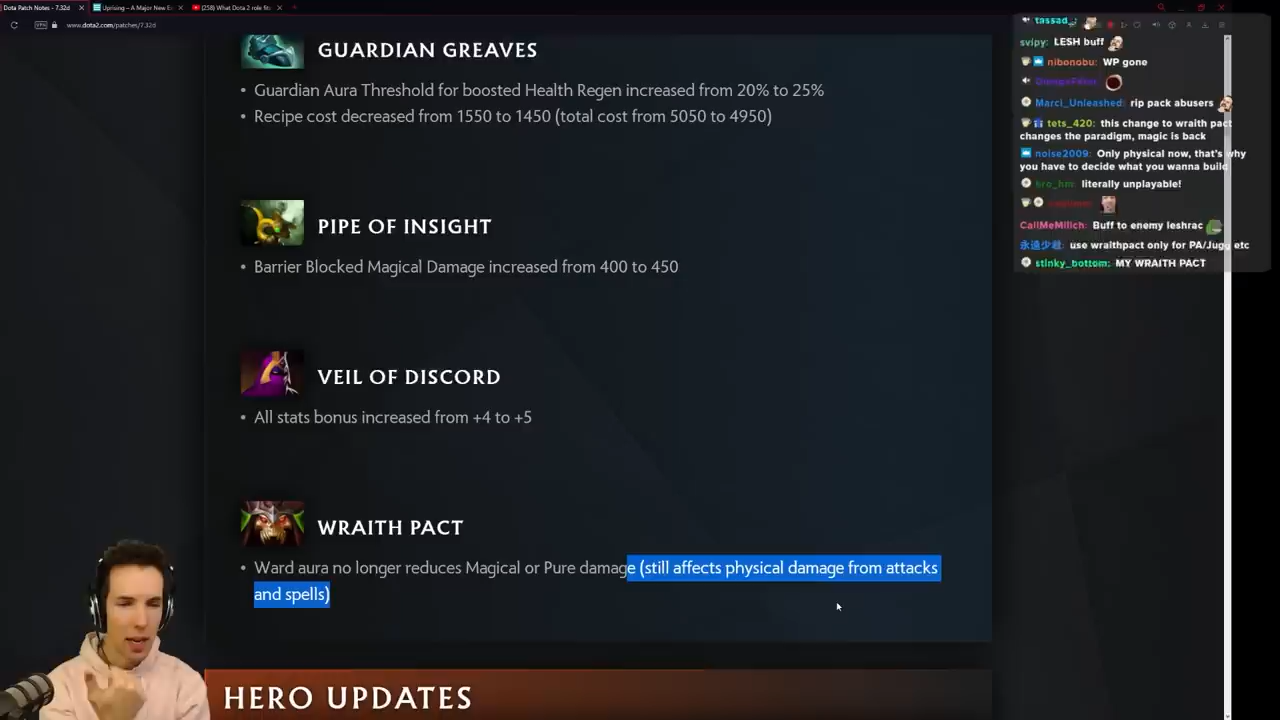 Dota Patch Notes - 7.32d
Uprising – A Major New Ex
(258) What Dota 2 role fits
VPN
www.dota2.com/patches/7.32d
GUARDIAN GREAVES
• Guardian Aura Threshold for boosted Health Regen increased from 20% to 25%
• Recipe cost decreased from 1550 to 1450 (total cost from 5050 to 4950)
PIPE OF INSIGHT
• Barrier Blocked Magical Damage increased from 400 to 450
VEIL OF DISCORD
• All stats bonus increased from +4 to +5
WRAITH PACT
• Ward aura no longer reduces Magical or Pure damage (still affects physical damage from attacks
and spells)
HERO UPDATES
svipy: LESH buff
nibonobu: WP gone
Marci_Unleashed: rip pack abusers
tets_420: this change to wraith pact
changes the paradigm, magic is back
noise2009: Only physical now, that's why
you have to decide what you wanna build
bro_hm: literally unplayable!
CallMeMilich: Buff to enemy leshrac
use wraithpact only for PA/Jugg etc
stinky_bottom: MY WRAITH PACT